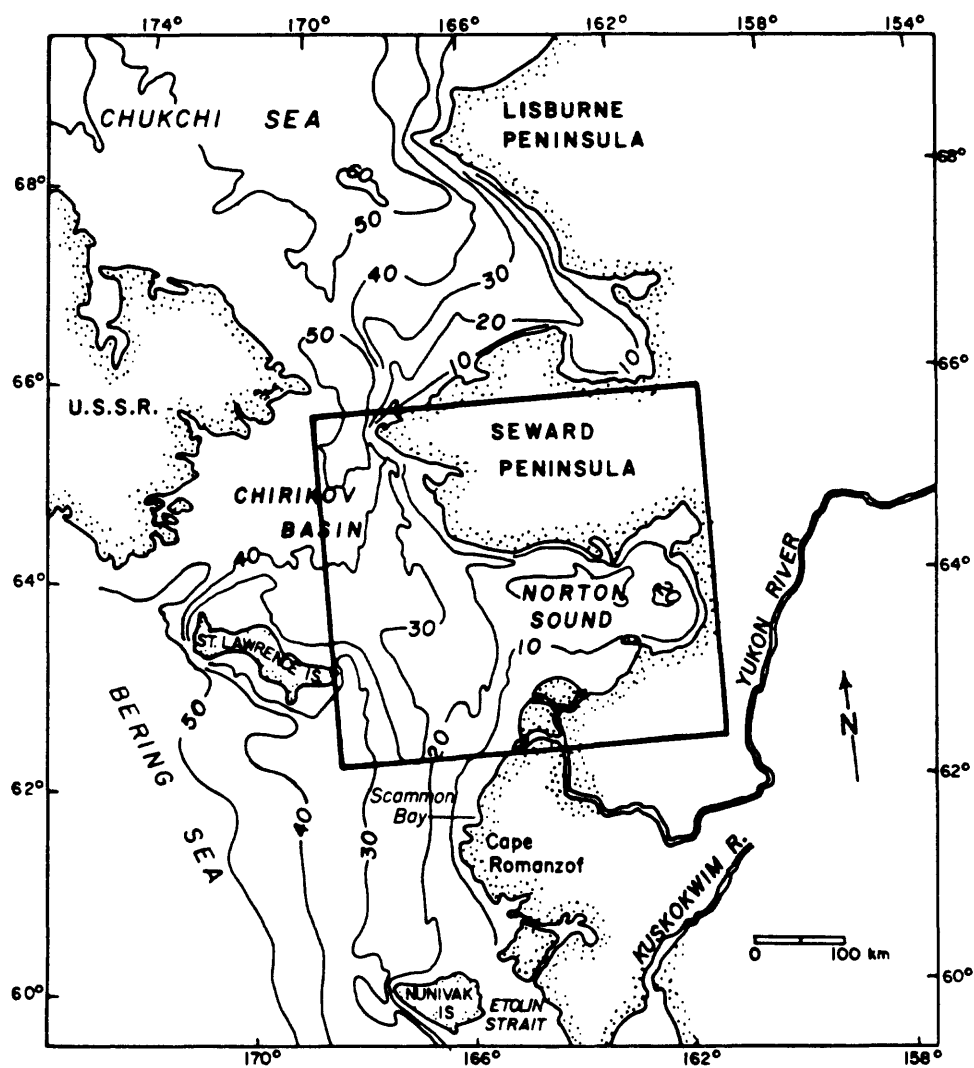 174° 170° 166° 162° 158° 154°
CHUKCHI SEA
LISBURNE
PENINSULA
68°
68°
60
50
40
30
20
50
10
10
66°
66°
U.S.S.R.
SEWARD
PENINSULA
CHIRIKOV
BASIN
40
64°
64°
NORTON
SOUND
20
30
10
ST. LAWRENCE IS.
YUKON RIVER
N
BERING SEA
50
20
62°
62°
Scammon
Bay
40
30
Cape
Romanzof
KUSKOKWIM R.
0 100 km
60°
60°
NUNIVAK
IS
ETOLIN
STRAIT
170° 166° 162° 158°